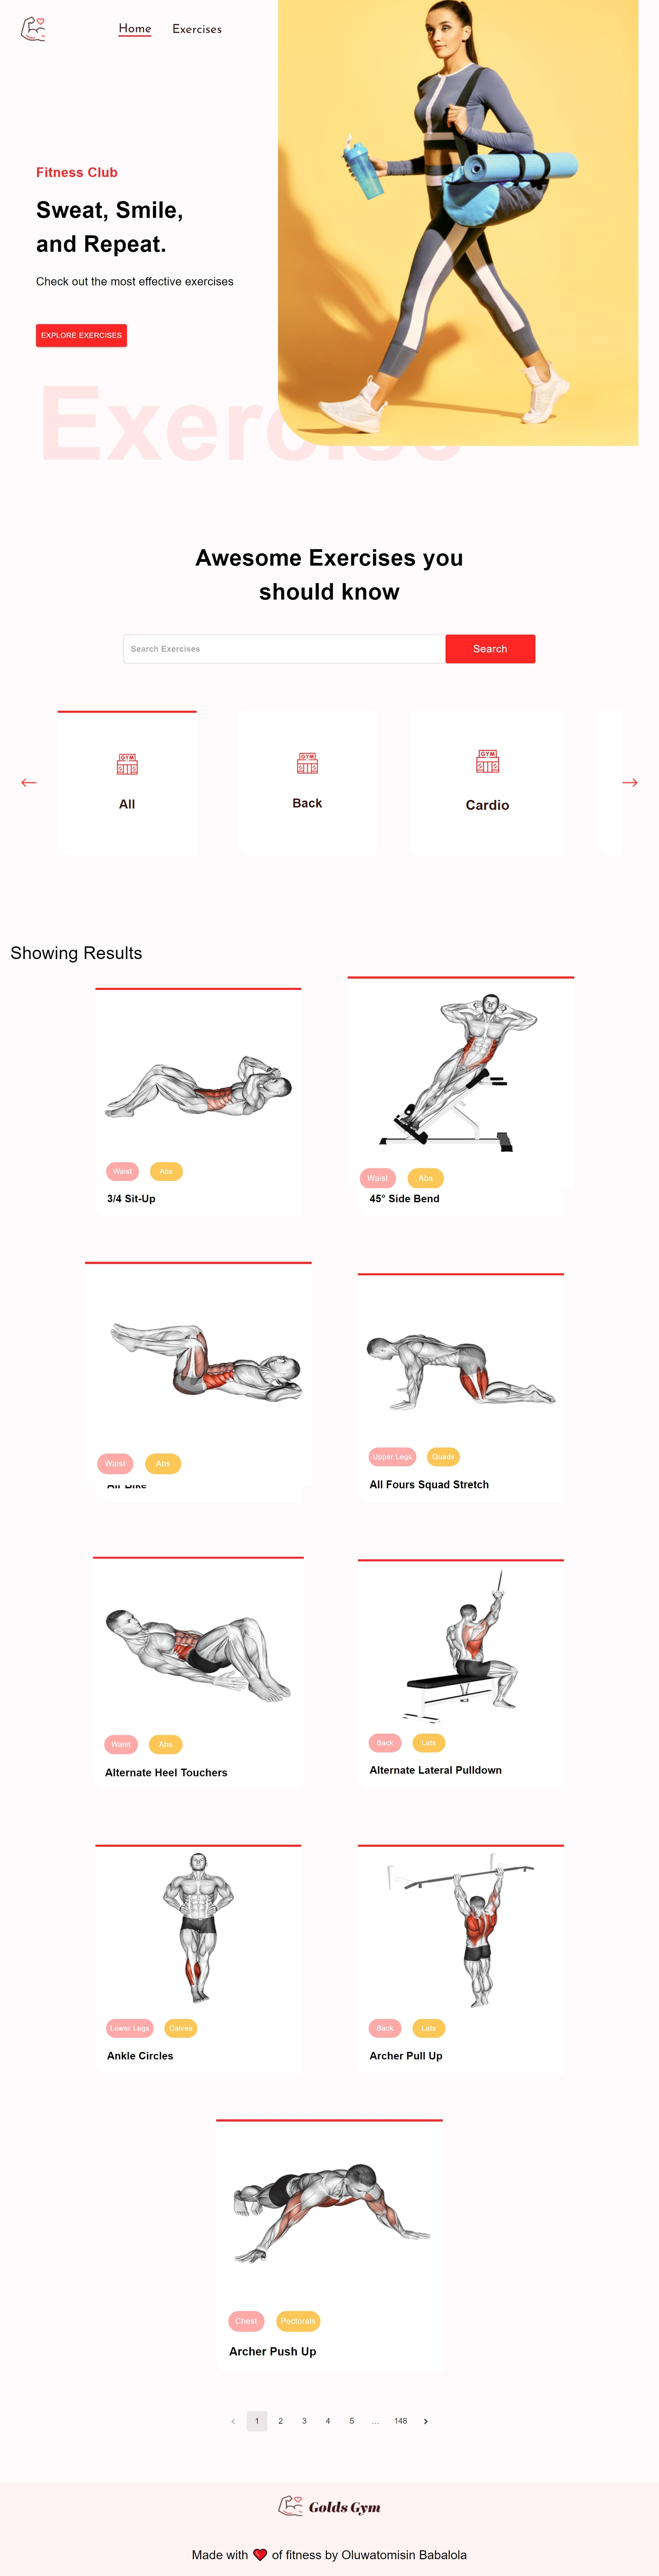 Home Exercises
Fitness Club
Sweat, Smile,
and Repeat.
Check out the most effective exercises
EXPLORE EXERCISES
Exercise
Awesome Exercises you
should know
Search Exercises Search
GYM GYM GYM
All Back Cardio
Showing Results
Waist Abs
3/4 Sit-Up
Waist Abs
45° Side Bend
Waist Abs
Air Bike
Upper Legs Quads
All Fours Squad Stretch
Waist Abs
Alternate Heel Touchers
Back Lats
Alternate Lateral Pulldown
Lower Legs Calves
Ankle Circles
Back Lats
Archer Pull Up
Chest Pectorals
Archer Push Up
‹ 1 2 3 4 5 … 148 ›
Golds Gym
Made with ❤️ of fitness by Oluwatomisin Babalola